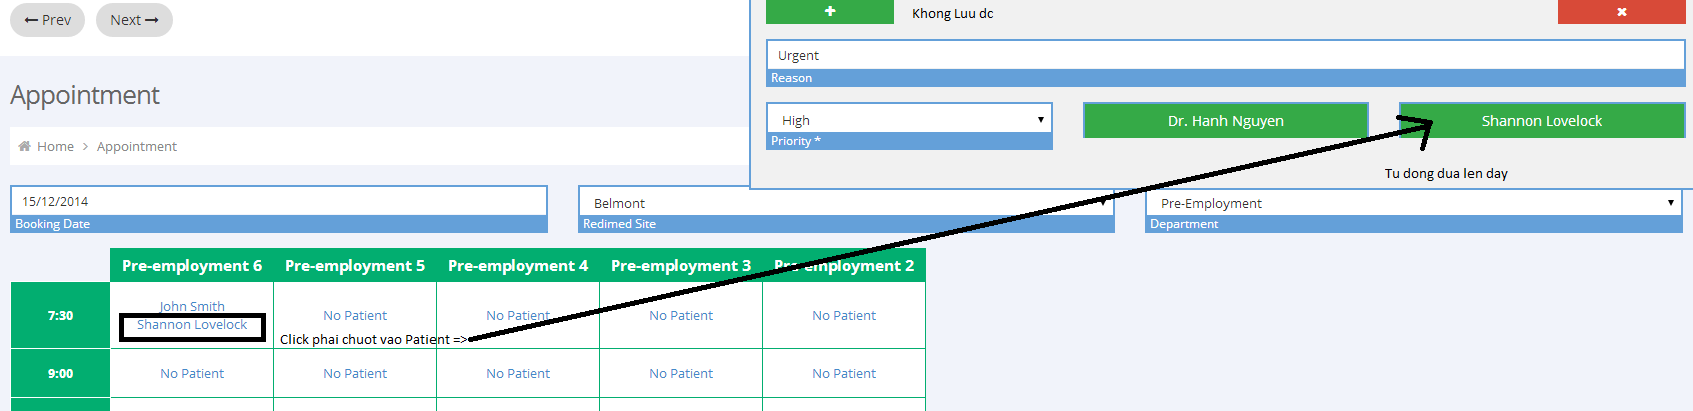 ← Prev
Next →
Khong Luu dc
Urgent
Reason
High
Priority *
Dr. Hanh Nguyen
Shannon Lovelock
Tu dong dua len day
Appointment
Home > Appointment
15/12/2014
Booking Date
Belmont
Redimed Site
Pre-Employment
Department
Pre-employment 6
Pre-employment 5
Pre-employment 4
Pre-employment 3
Pre-employment 2
7:30
John Smith
Shannon Lovelock
No Patient
No Patient
No Patient
No Patient
Click phai chuot vao Patient =>
9:00
No Patient
No Patient
No Patient
No Patient
No Patient